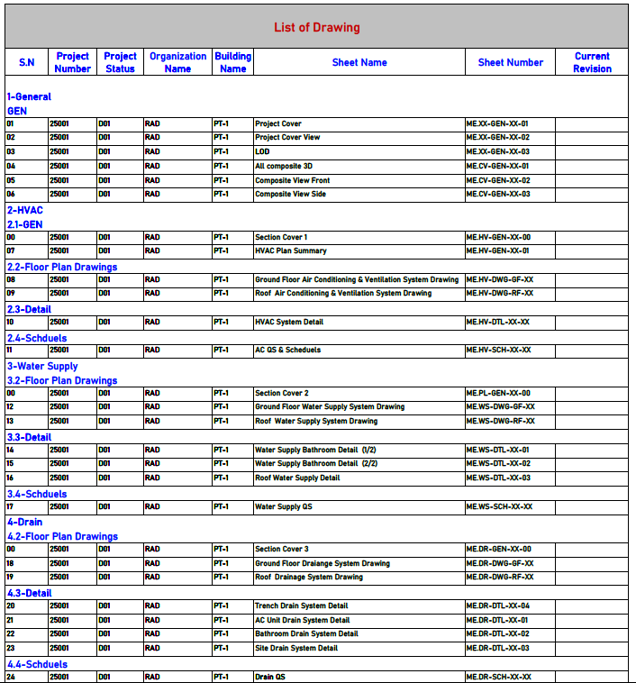 List of Drawing
S.N Project Number Project Status Organization Name Building Name Sheet Name Sheet Number Current Revision
1-General
GEN
01 25001 D01 RAD PT-1 Project Cover ME.XX-GEN-XX-01
02 25001 D01 RAD PT-1 Project Cover View ME.XX-GEN-XX-02
03 25001 D01 RAD PT-1 LOD ME.XX-GEN-XX-03
04 25001 D01 RAD PT-1 All composite 3D ME.CV-GEN-XX-01
05 25001 D01 RAD PT-1 Composite View Front ME.CV-GEN-XX-02
06 25001 D01 RAD PT-1 Composite View Side ME.CV-GEN-XX-03
2-HVAC
2.1-GEN
00 25001 D01 RAD PT-1 Section Cover 1 ME.HV-GEN-XX-00
07 25001 D01 RAD PT-1 HVAC Plan Summary ME.HV-GEN-XX-01
2.2-Floor Plan Drawings
08 25001 D01 RAD PT-1 Ground Floor Air Conditioning & Ventilation System Drawing ME.HV-DWG-GF-XX
09 25001 D01 RAD PT-1 Roof Air Conditioning & Ventilation System Drawing ME.HV-DWG-RF-XX
2.3-Detail
10 25001 D01 RAD PT-1 HVAC System Detail ME.HV-DTL-XX-XX
2.4-Schduels
11 25001 D01 RAD PT-1 AC QS & Scheduels ME.HV-SCH-XX-XX
3-Water Supply
3.2-Floor Plan Drawings
00 25001 D01 RAD PT-1 Section Cover 2 ME.PL-GEN-XX-00
12 25001 D01 RAD PT-1 Ground Floor Water Supply System Drawing ME.WS-DWG-GF-XX
13 25001 D01 RAD PT-1 Roof Water Supply System Drawing ME.WS-DWG-RF-XX
3.3-Detail
14 25001 D01 RAD PT-1 Water Supply Bathroom Detail (1/2) ME.WS-DTL-XX-01
15 25001 D01 RAD PT-1 Water Supply Bathroom Detail (2/2) ME.WS-DTL-XX-02
16 25001 D01 RAD PT-1 Roof Water Supply Detail ME.WS-DTL-XX-03
3.4-Schduels
17 25001 D01 RAD PT-1 Water Supply QS ME.WS-SCH-XX-XX
4-Drain
4.2-Floor Plan Drawings
00 25001 D01 RAD PT-1 Section Cover 3 ME.DR-GEN-XX-00
18 25001 D01 RAD PT-1 Ground Floor Draiange System Drawing ME.DR-DWG-GF-XX
19 25001 D01 RAD PT-1 Roof Drainage System Drawing ME.DR-DWG-RF-XX
4.3-Detail
20 25001 D01 RAD PT-1 Trench Drain System Detail ME.DR-DTL-XX-04
21 25001 D01 RAD PT-1 AC Unit Drain System Detail ME.DR-DTL-XX-01
22 25001 D01 RAD PT-1 Bathroom Drain System Detail ME.DR-DTL-XX-02
23 25001 D01 RAD PT-1 Site Drain System Detail ME.DR-DTL-XX-03
4.4-Schduels
24 25001 D01 RAD PT-1 Drain QS ME.DR-SCH-XX-XX